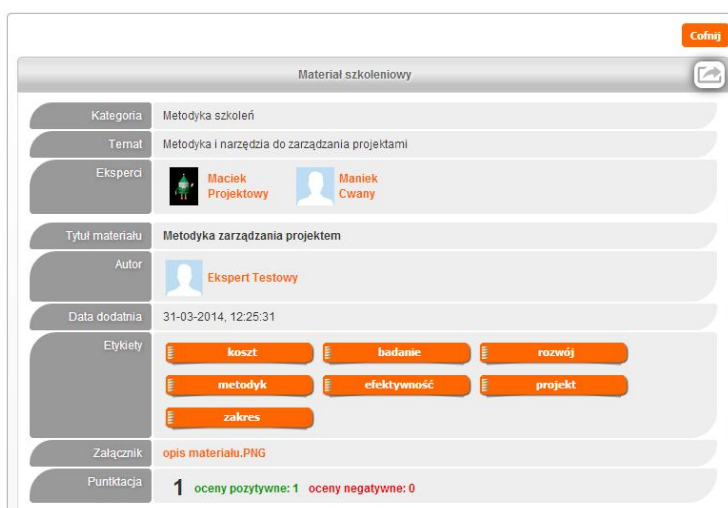 Cofnij
Materiał szkoleniowy
Kategoria Metodyka szkoleń
Temat Metodyka i narzędzia do zarządzania projektami
Eksperci Maciek Projektowy Maniek Cwany
Tytuł materiału Metodyka zarządzania projektem
Autor Ekspert Testowy
Data dodatnia 31-03-2014, 12:25:31
Etykiety koszt badanie rozwój
metodyk efektywność projekt
zakres
Załącznik opis materiału.PNG
Puntktacja 1 oceny pozytywne: 1 oceny negatywne: 0